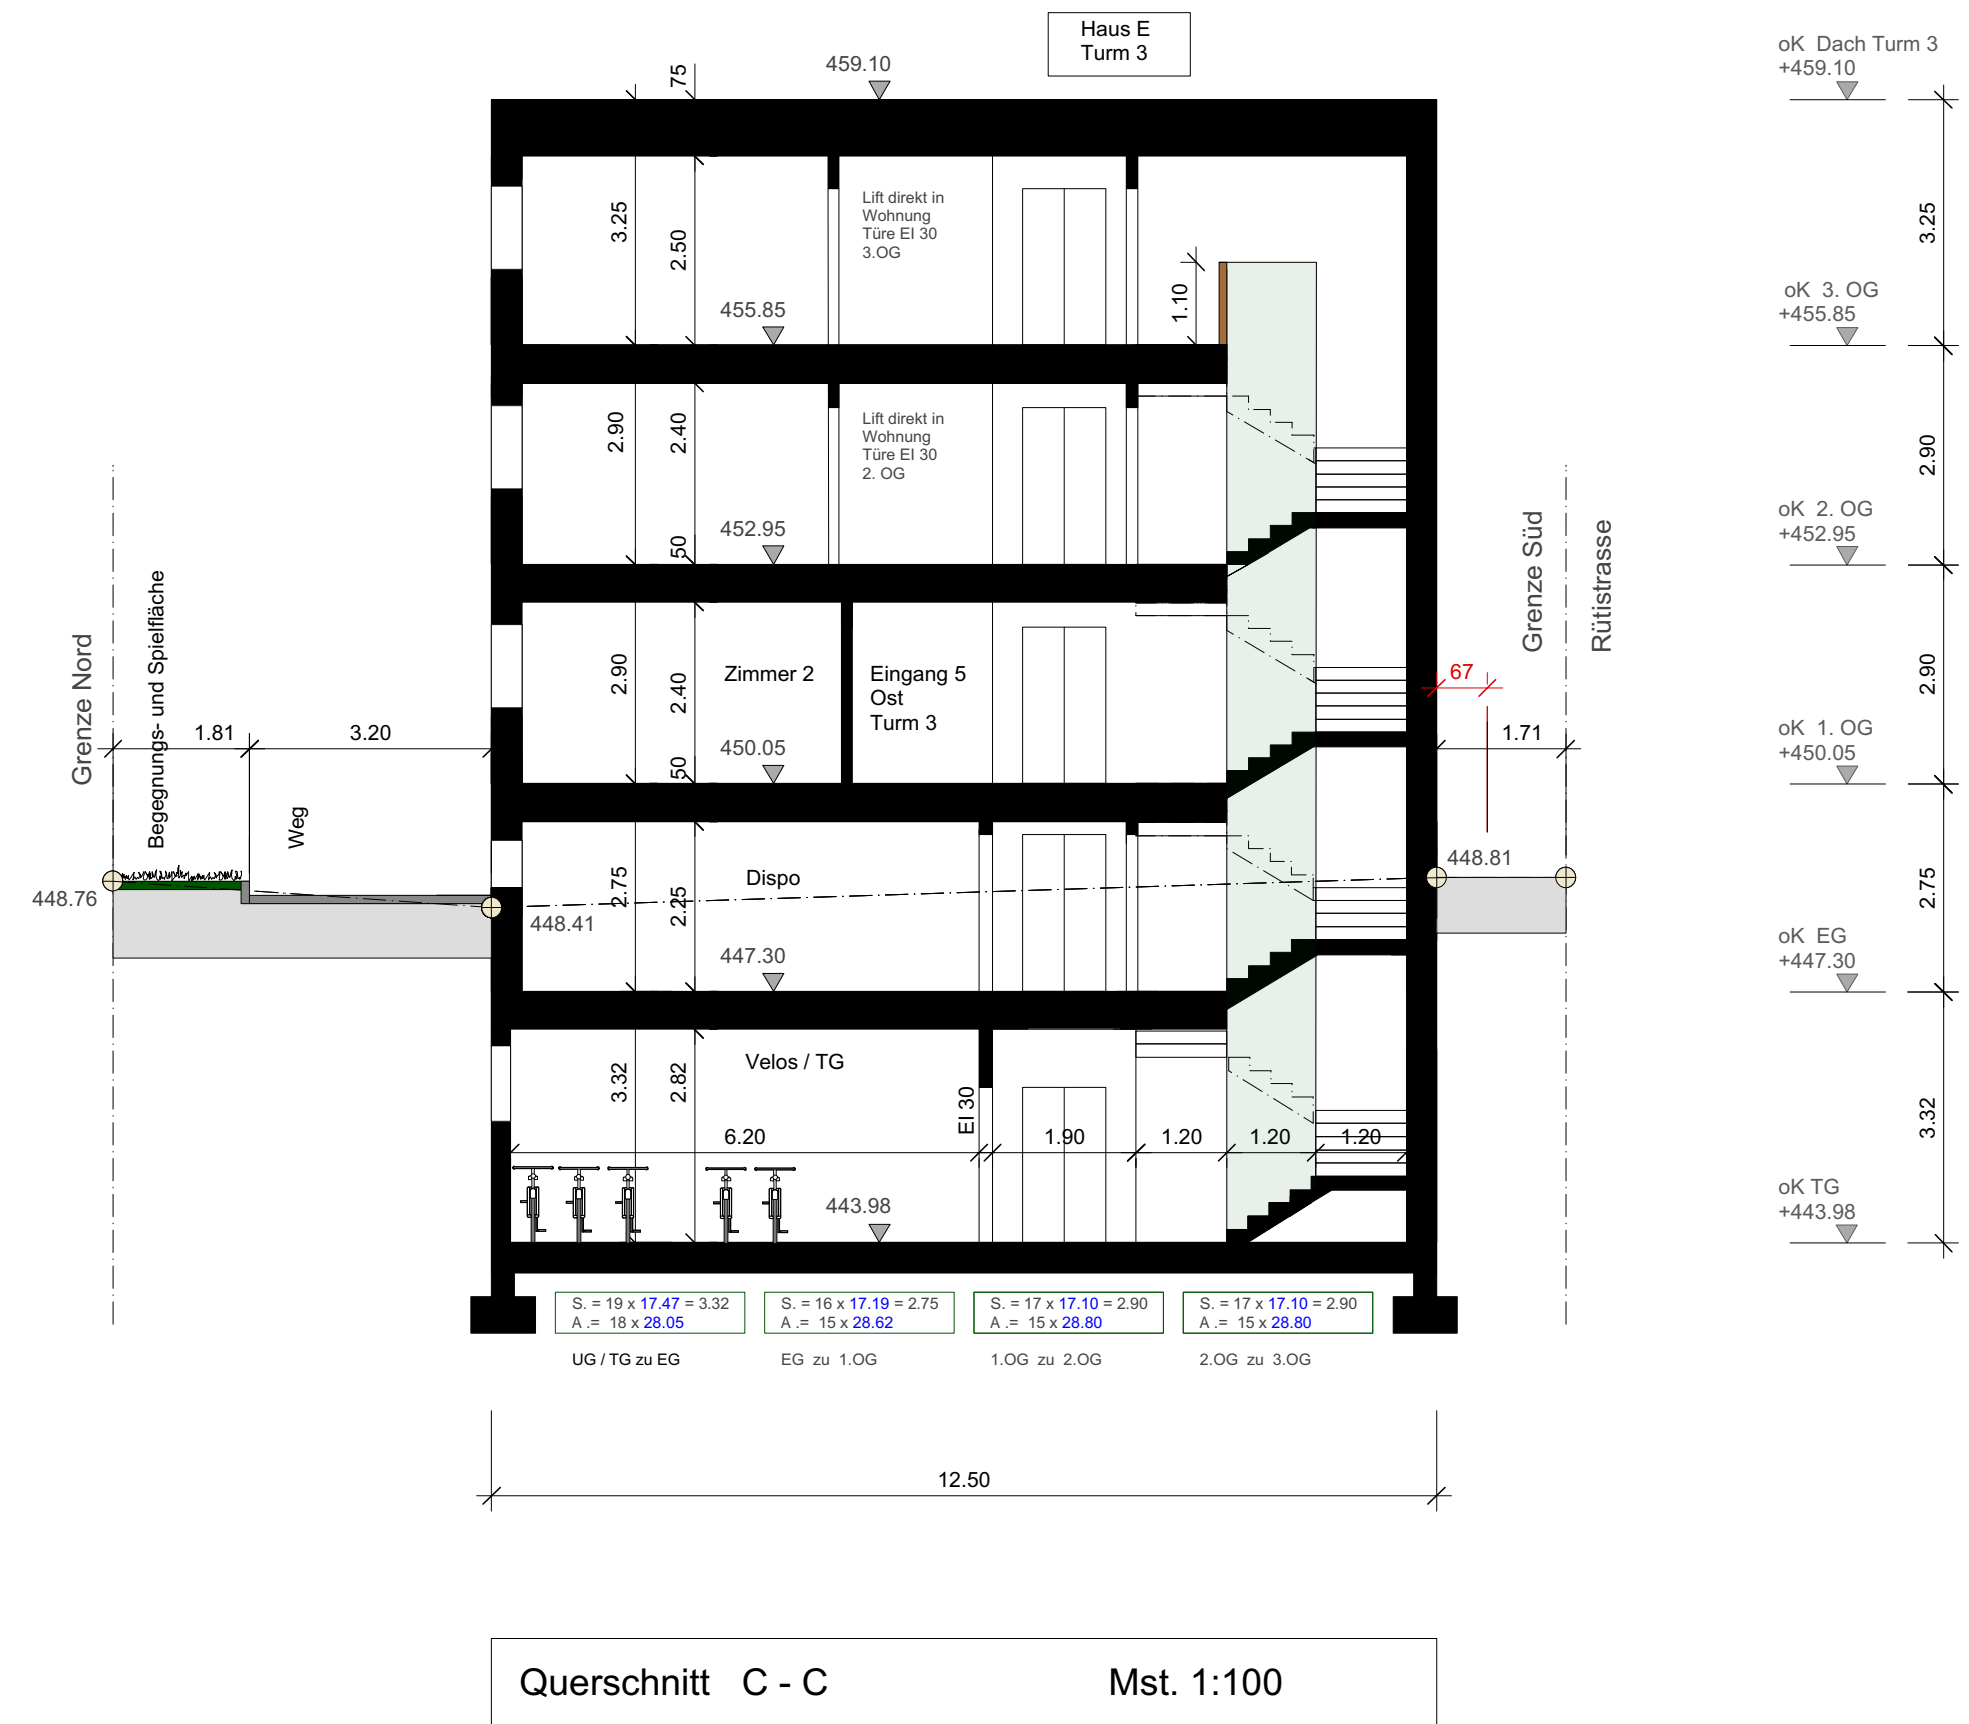 Haus E
Turm 3
oK Dach Turm 3
+459.10
459.10
75
3.25
2.50
Lift direkt in
Wohnung
Türe EI 30
3.OG
1.10
3.25
455.85
oK 3. OG
+455.85
2.90
2.40
Lift direkt in
Wohnung
Türe EI 30
2. OG
2.90
452.95
50
oK 2. OG
+452.95
Grenze Nord
Begegnungs- und Spielfläche
Weg
1.81
3.20
2.90
2.40
Zimmer 2
Eingang 5
Ost
Turm 3
450.05
50
67
1.71
Grenze Süd
Rütistrasse
2.90
oK 1. OG
+450.05
448.76
448.41
2.75
2.25
Dispo
448.81
2.75
447.30
oK EG
+447.30
Velos / TG
3.32
2.82
EI 30
3.32
6.20
1.90
1.20
1.20
1.20
443.98
oK TG
+443.98
S. = 19 x 17.47 = 3.32
A .= 18 x 28.05
UG / TG zu EG
S. = 16 x 17.19 = 2.75
A .= 15 x 28.62
EG zu 1.OG
S. = 17 x 17.10 = 2.90
A .= 15 x 28.80
1.OG zu 2.OG
S. = 17 x 17.10 = 2.90
A .= 15 x 28.80
2.OG zu 3.OG
12.50
Querschnitt C - C Mst. 1:100